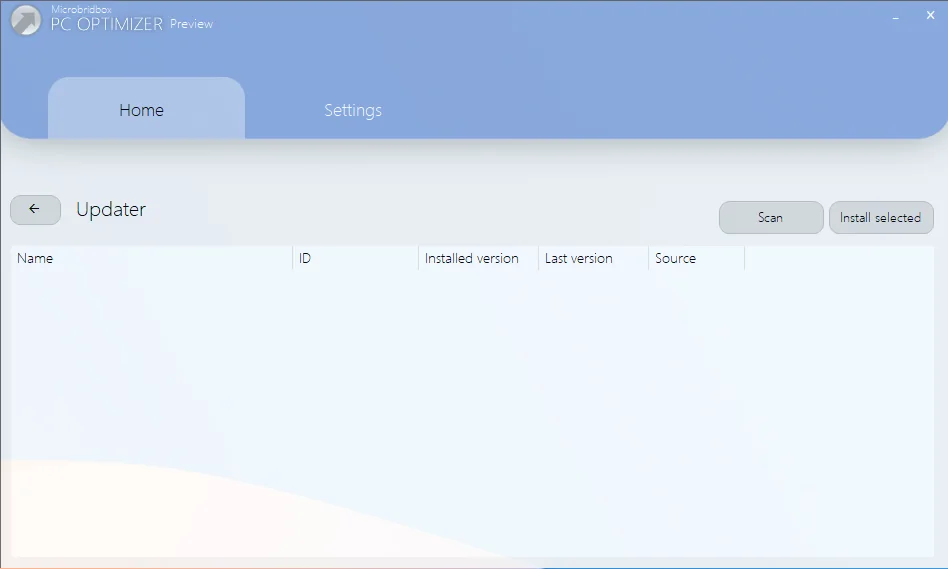 Microbridbox
PC OPTIMIZER Preview
Home
Settings
← Updater
Scan
Install selected
Name ID Installed version Last version Source